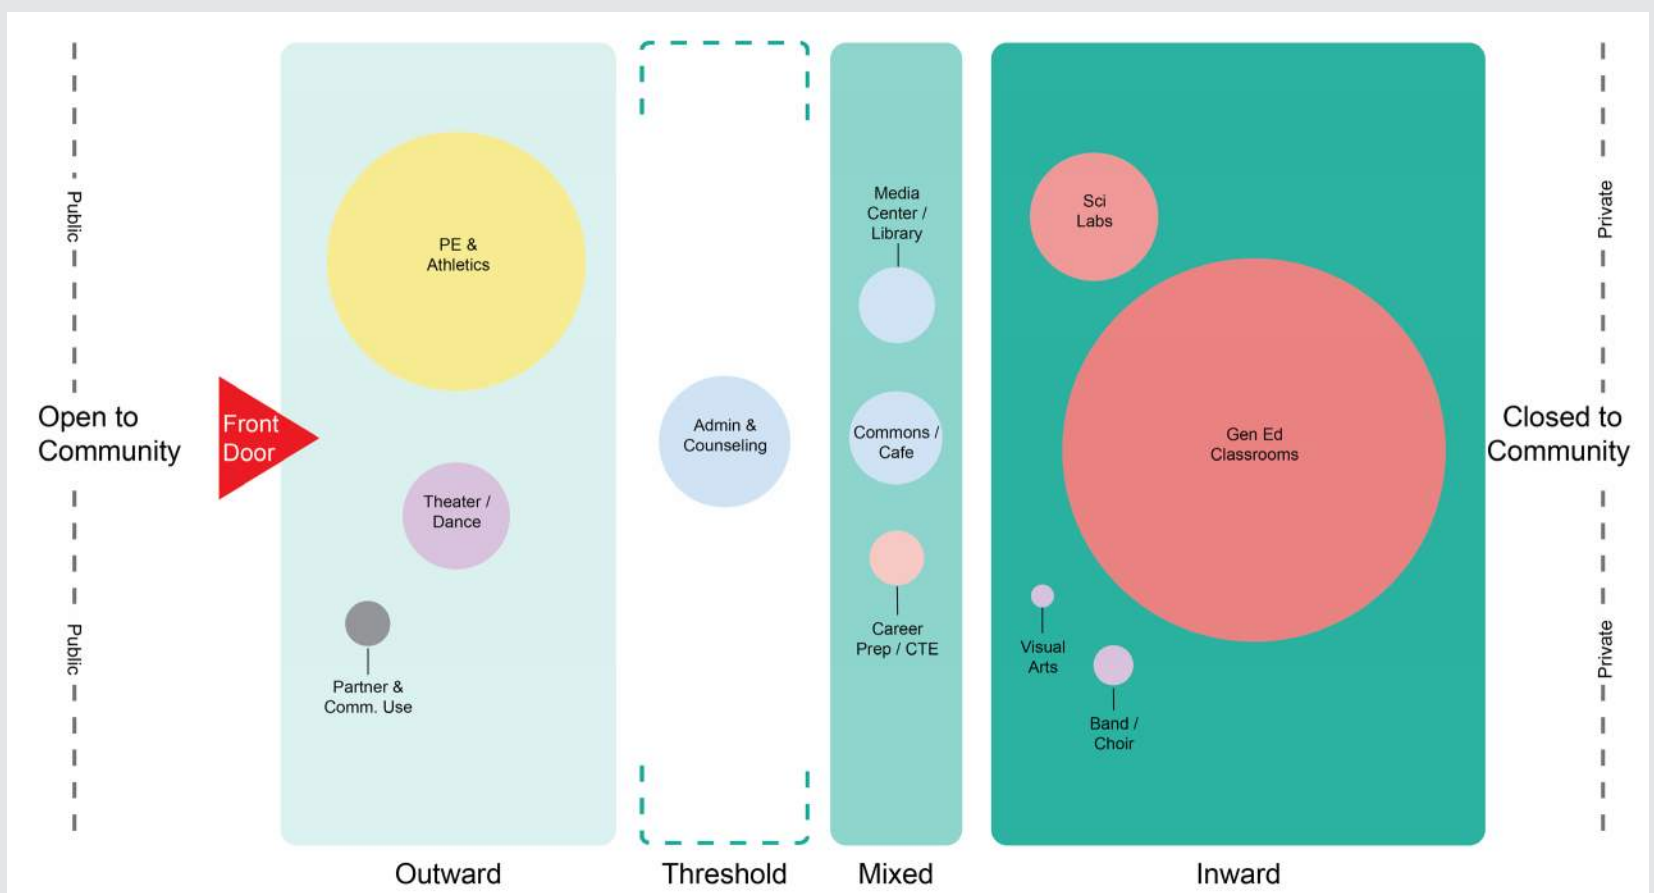 Public
Public
Open to
Community
Front
Door
PE &
Athletics
Theater /
Dance
Partner &
Comm. Use
Outward
Admin &
Counseling
Threshold
Media
Center /
Library
Commons /
Cafe
Career
Prep / CTE
Mixed
Sci
Labs
Gen Ed
Classrooms
Visual
Arts
Band /
Choir
Inward
Private
Closed to
Community
Private